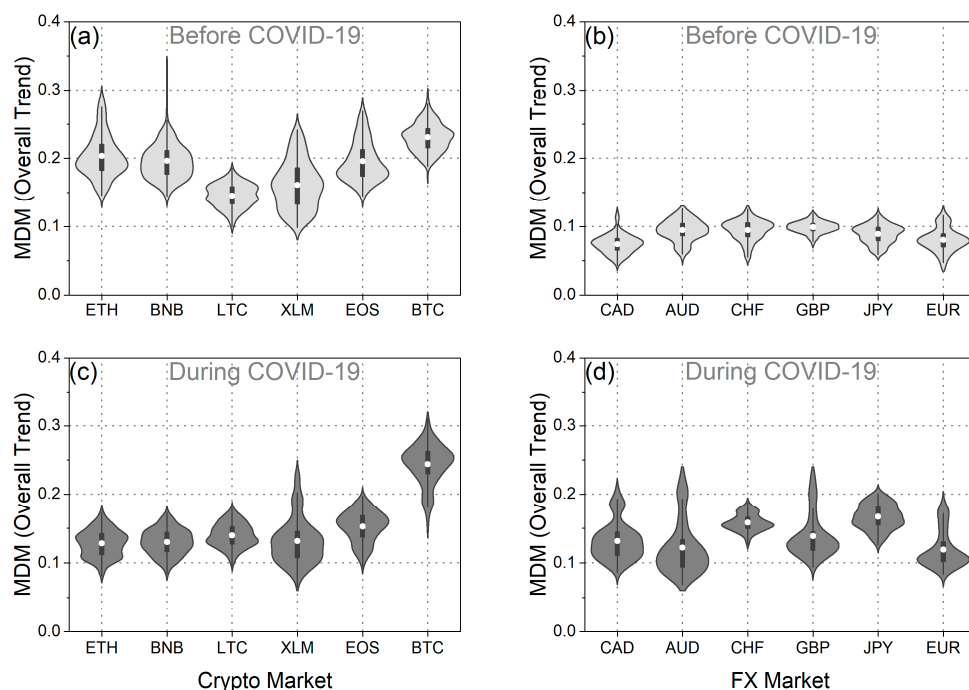 (a) Before COVID-19
MDM (Overall Trend)
0.4
0.3
0.2
0.1
0.0
ETH BNB LTC XLM EOS BTC
(b) Before COVID-19
MDM (Overall Trend)
0.4
0.3
0.2
0.1
0.0
CAD AUD CHF GBP JPY EUR
(c) During COVID-19
MDM (Overall Trend)
0.4
0.3
0.2
0.1
0.0
ETH BNB LTC XLM EOS BTC
Crypto Market
(d) During COVID-19
MDM (Overall Trend)
0.4
0.3
0.2
0.1
0.0
CAD AUD CHF GBP JPY EUR
FX Market